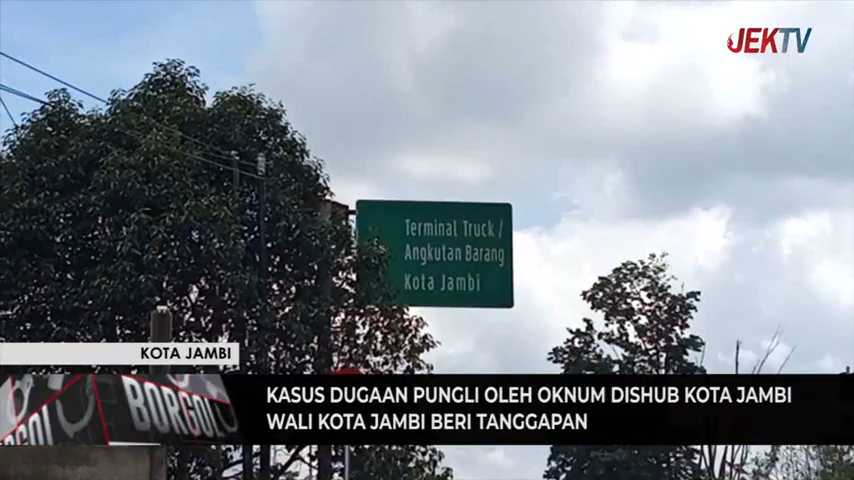 JEKTV
Terminal Truck /
Angkutan Barang
Kota Jambi
KOTA JAMBI
BORGOL
KASUS DUGAAN PUNGLI OLEH OKNUM DISHUB KOTA JAMBI
WALI KOTA JAMBI BERI TANGGAPAN